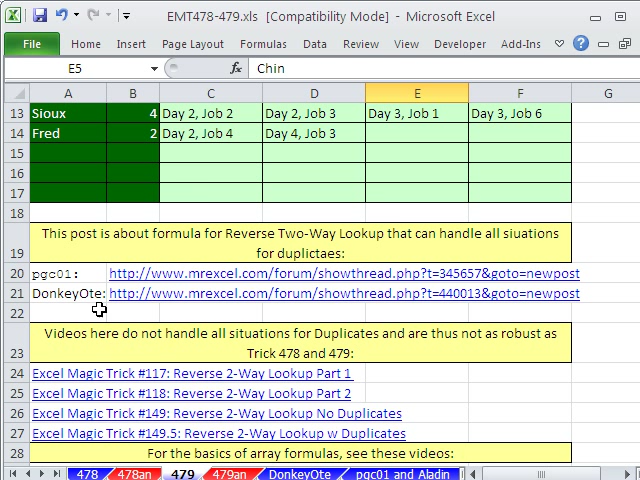 EMT478-479.xls [Compatibility Mode] - Microsoft Excel
File Home Insert Page Layout Formulas Data Review View Developer Add-Ins
E5 fx Chin
A B C D E F G
13 Sioux 4 Day 2, Job 2 Day 2, Job 3 Day 3, Job 1 Day 3, Job 6
14 Fred 2 Day 2, Job 4 Day 4, Job 3
15
16
17
18
This post is about formula for Reverse Two-Way Lookup that can handle all siuations
19 for duplictaes:
20 pgc01: http://www.mrexcel.com/forum/showthread.php?t=345657&goto=newpost
21 DonkeyOte: http://www.mrexcel.com/forum/showthread.php?t=440013&goto=newpost
22
Videos here do not handle all situations for Duplicates and are thus not as robust as
23 Trick 478 and 479:
24 Excel Magic Trick #117: Reverse 2-Way Lookup Part 1
25 Excel Magic Trick #118: Reverse 2-Way Lookup Part 2
26 Excel Magic Trick #149: Reverse 2-Way Lookup No Duplicates
27 Excel Magic Trick #149.5: Reverse 2-Way Lookup w Duplicates
28 For the basics of array formulas, see these videos:
478 478an 479 479an DonkeyOte pgc01 and Aladin